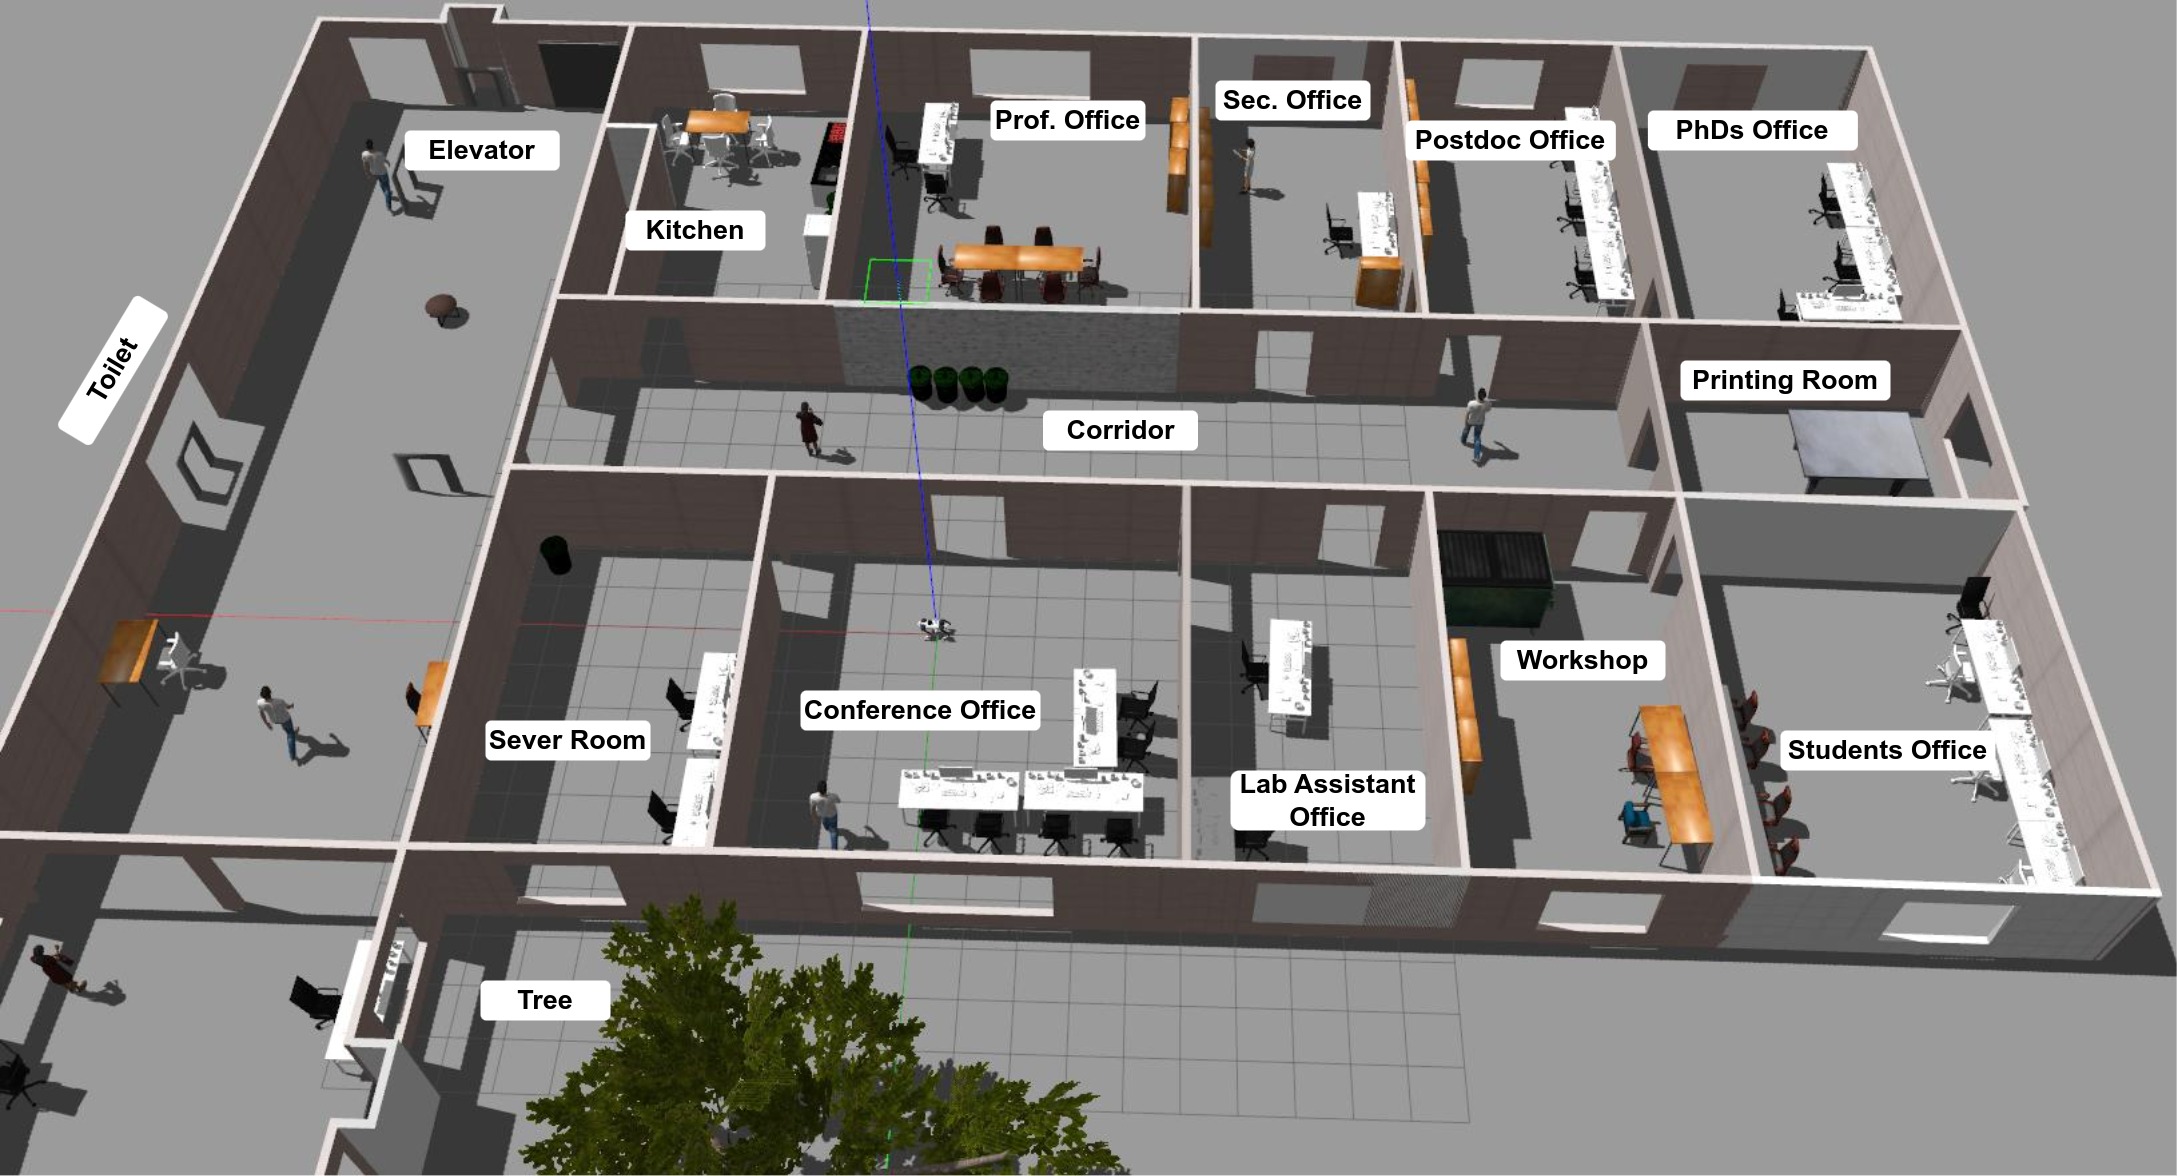 Elevator
Kitchen
Prof. Office
Sec. Office
Postdoc Office
PhDs Office
Toilet
Corridor
Printing Room
Sever Room
Conference Office
Lab Assistant
Office
Workshop
Students Office
Tree